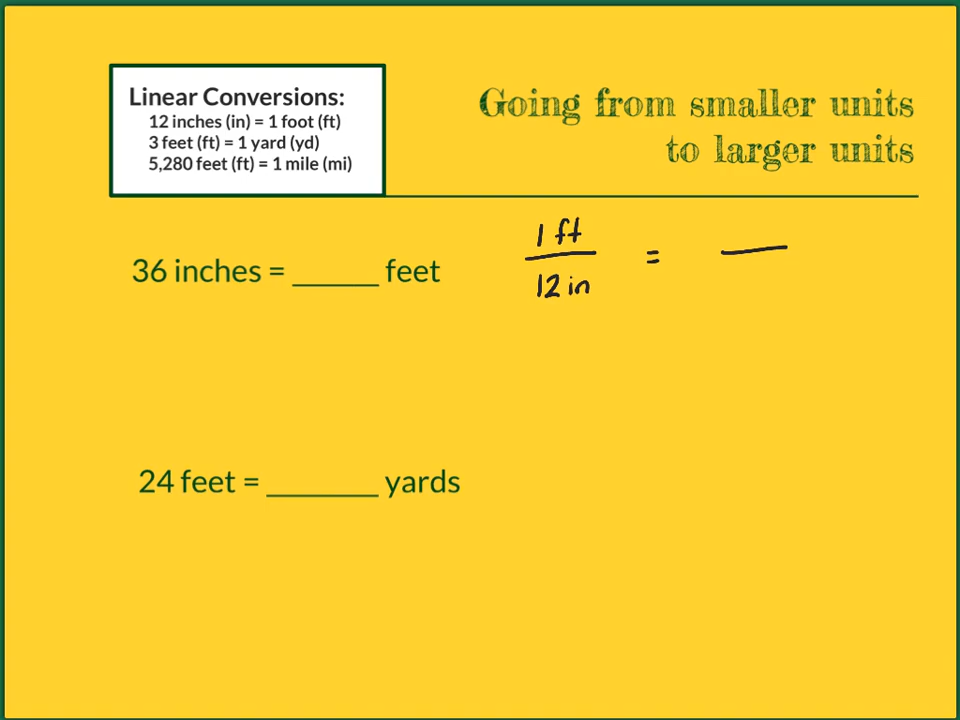 Linear Conversions:
12 inches (in) = 1 foot (ft)
3 feet (ft) = 1 yard (yd)
5,280 feet (ft) = 1 mile (mi)
Going from smaller units
to larger units
36 inches = _____ feet
1 ft
12 in
=
24 feet = _______ yards